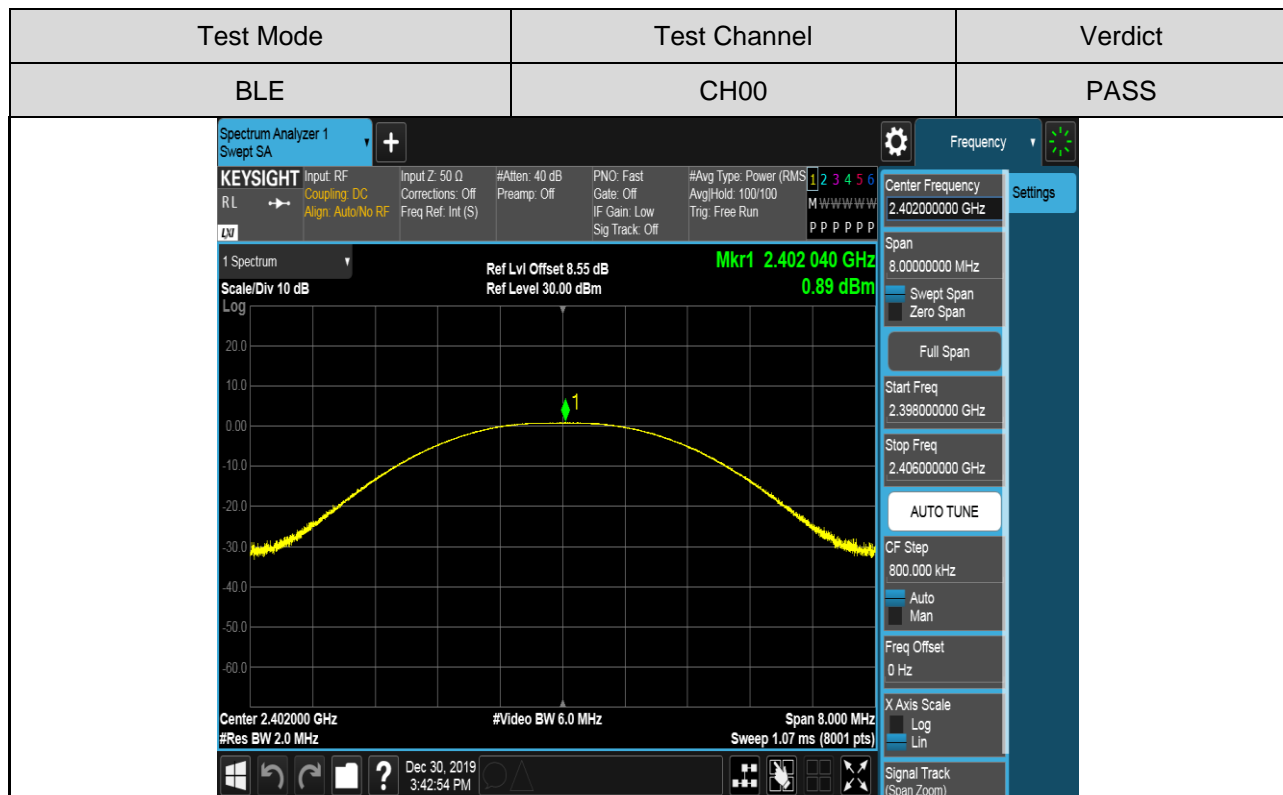 Test Mode Test Channel Verdict
BLE CH00 PASS
Spectrum Analyzer 1
Swept SA
+
Frequency
KEYSIGHT
RL
LXI
Input: RF
Coupling: DC
Align: Auto/No RF
Input Z: 50 Ω
Corrections: Off
Freq Ref: Int (S)
#Atten: 40 dB
Preamp: Off
PNO: Fast
Gate: Off
IF Gain: Low
Sig Track: Off
#Avg Type: Power (RMS
Avg|Hold: 100/100
Trig: Free Run
1 2 3 4 5 6
M W W W W W
P P P P P P
1 Spectrum
Scale/Div 10 dB
Ref Lvl Offset 8.55 dB
Ref Level 30.00 dBm
Mkr1 2.402 040 GHz
0.89 dBm
Log
20.0
10.0
0.00
-10.0
-20.0
-30.0
-40.0
-50.0
-60.0
1
Center 2.402000 GHz
#Res BW 2.0 MHz
#Video BW 6.0 MHz
Span 8.000 MHz
Sweep 1.07 ms (8001 pts)
?
Dec 30, 2019
3:42:54 PM
Center Frequency
2.402000000 GHz
Settings
Span
8.00000000 MHz
Swept Span
Zero Span
Full Span
Start Freq
2.398000000 GHz
Stop Freq
2.406000000 GHz
AUTO TUNE
CF Step
800.000 kHz
Auto
Man
Freq Offset
0 Hz
X Axis Scale
Log
Lin
Signal Track
(Span Zoom)